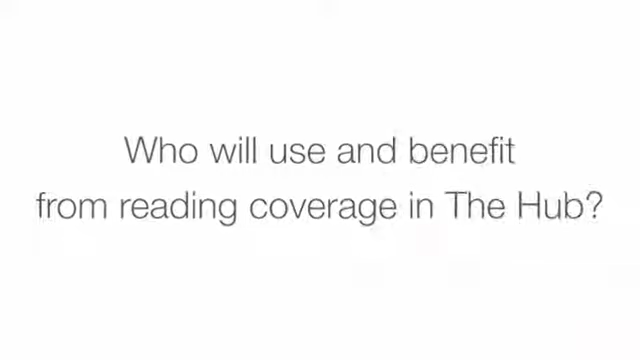 Who will use and benefit
from reading coverage in The Hub?